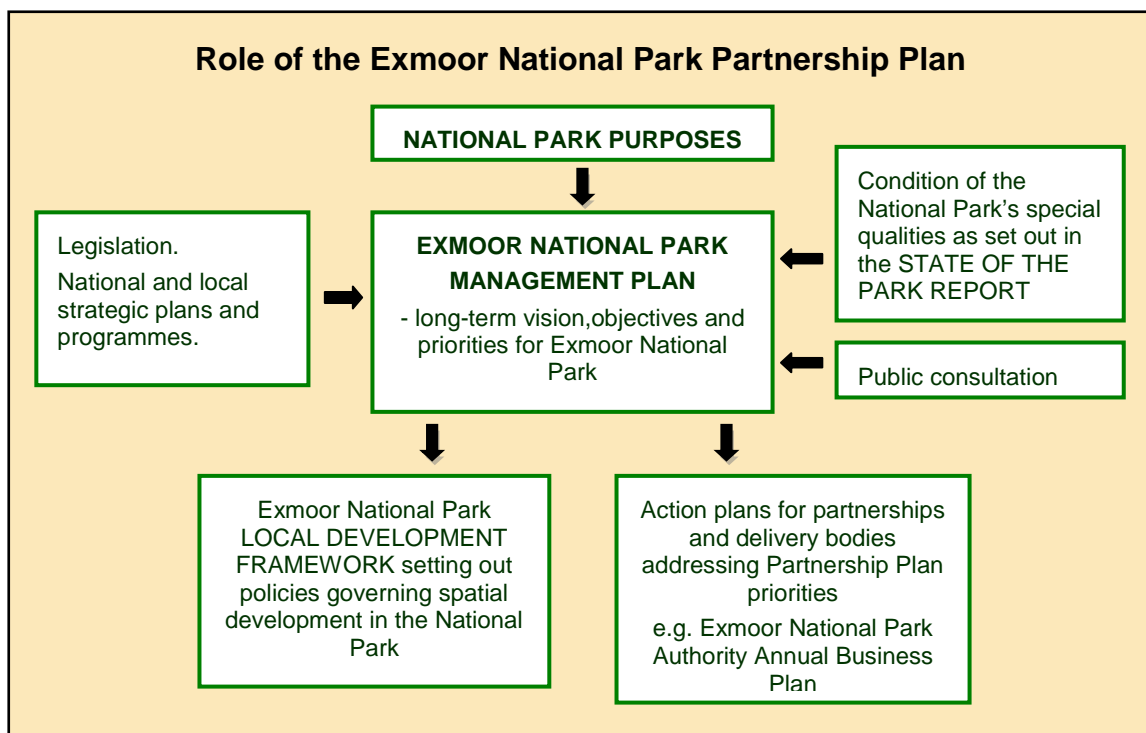 Role of the Exmoor National Park Partnership Plan
NATIONAL PARK PURPOSES
Legislation.
National and local
strategic plans and
programmes.
EXMOOR NATIONAL PARK
MANAGEMENT PLAN
- long-term vision,objectives and
priorities for Exmoor National
Park
Condition of the
National Park's special
qualities as set out in
the STATE OF THE
PARK REPORT
Public consultation
Exmoor National Park
LOCAL DEVELOPMENT
FRAMEWORK setting out
policies governing spatial
development in the National
Park
Action plans for partnerships
and delivery bodies
addressing Partnership Plan
priorities
e.g. Exmoor National Park
Authority Annual Business
Plan